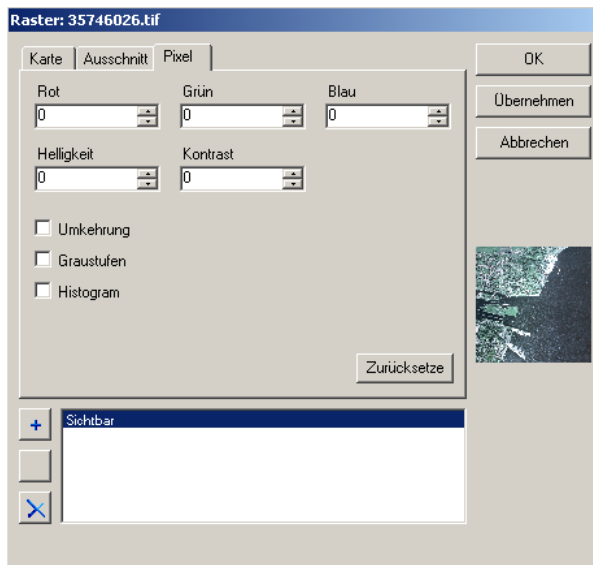 Raster: 35746026.tif
Karte Ausschnitt Pixel
OK
Übernehmen
Abbrechen
Rot Grün Blau
0 0 0
Helligkeit Kontrast
0 0
Umkehrung
Graustufen
Histogram
Zurücksetze
Sichtbar